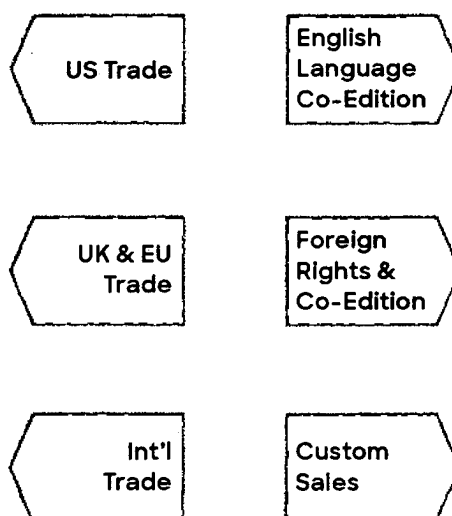 US Trade
English
Language
Co-Edition
UK & EU
Trade
Foreign
Rights &
Co-Edition
Int'l
Trade
Custom
Sales